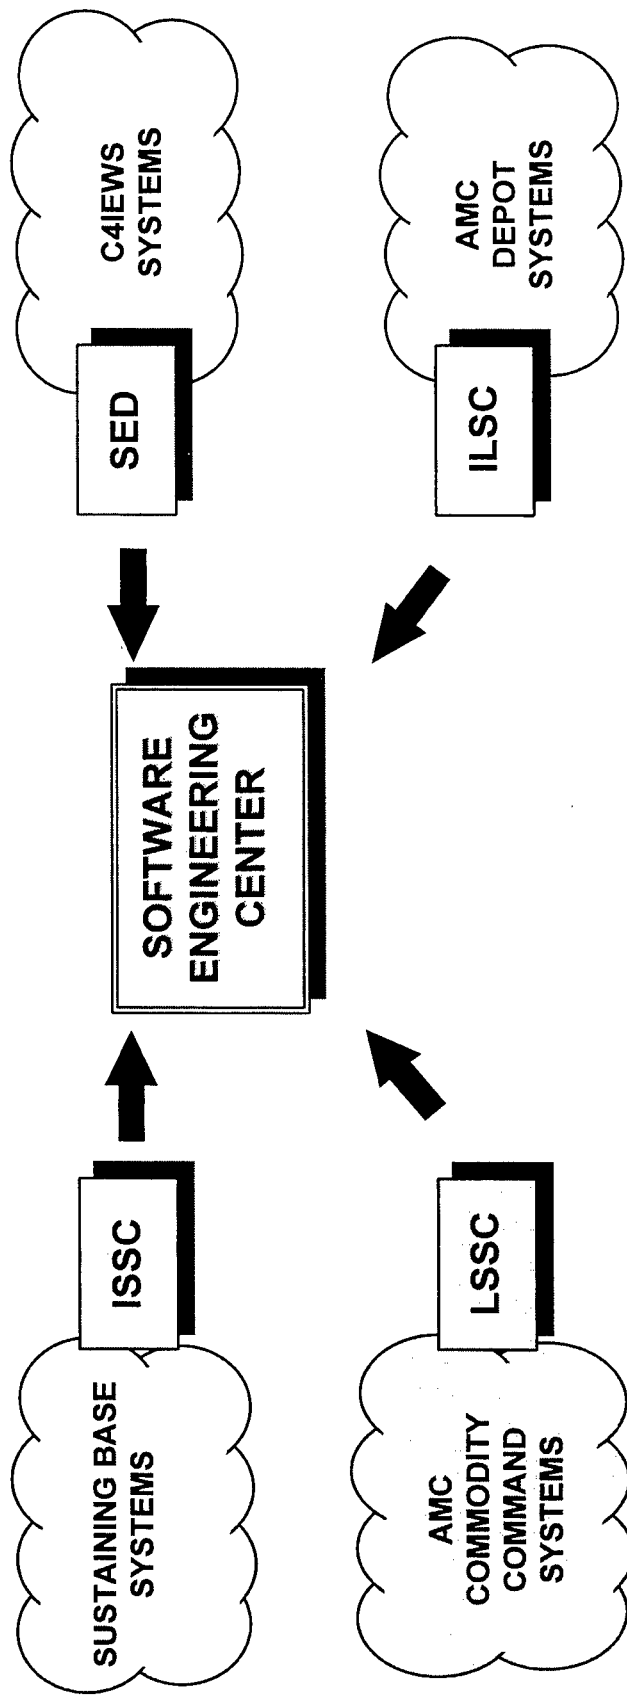 SUSTAINING BASE
SYSTEMS
ISSC
SOFTWARE
ENGINEERING
CENTER
SED
C4IEWS
SYSTEMS
AMC
COMMODITY
COMMAND
SYSTEMS
LSSC
ILSC
AMC
DEPOT
SYSTEMS